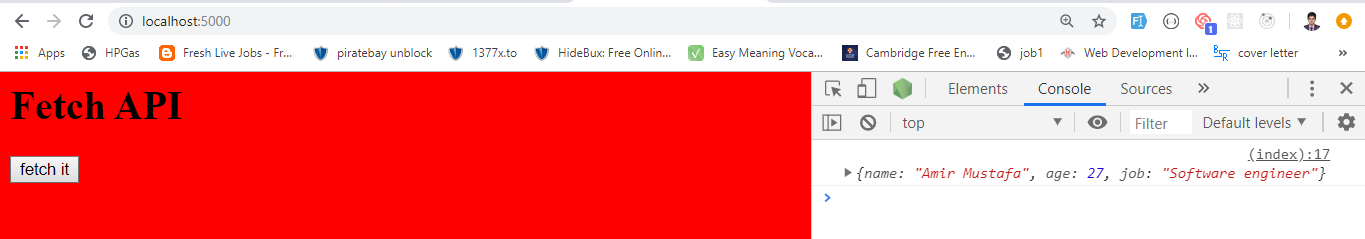 localhost:5000
1
Apps HPGas Fresh Live Jobs - Fr... piratebay unblock 1377x.to HideBux: Free Onlin... Easy Meaning Voca... Cambridge Free En... job1 Web Development I... cover letter »
Fetch API
fetch it
Elements Console Sources »
top Filter Default levels
(index):17
{name: "Amir Mustafa", age: 27, job: "Software engineer"}
>